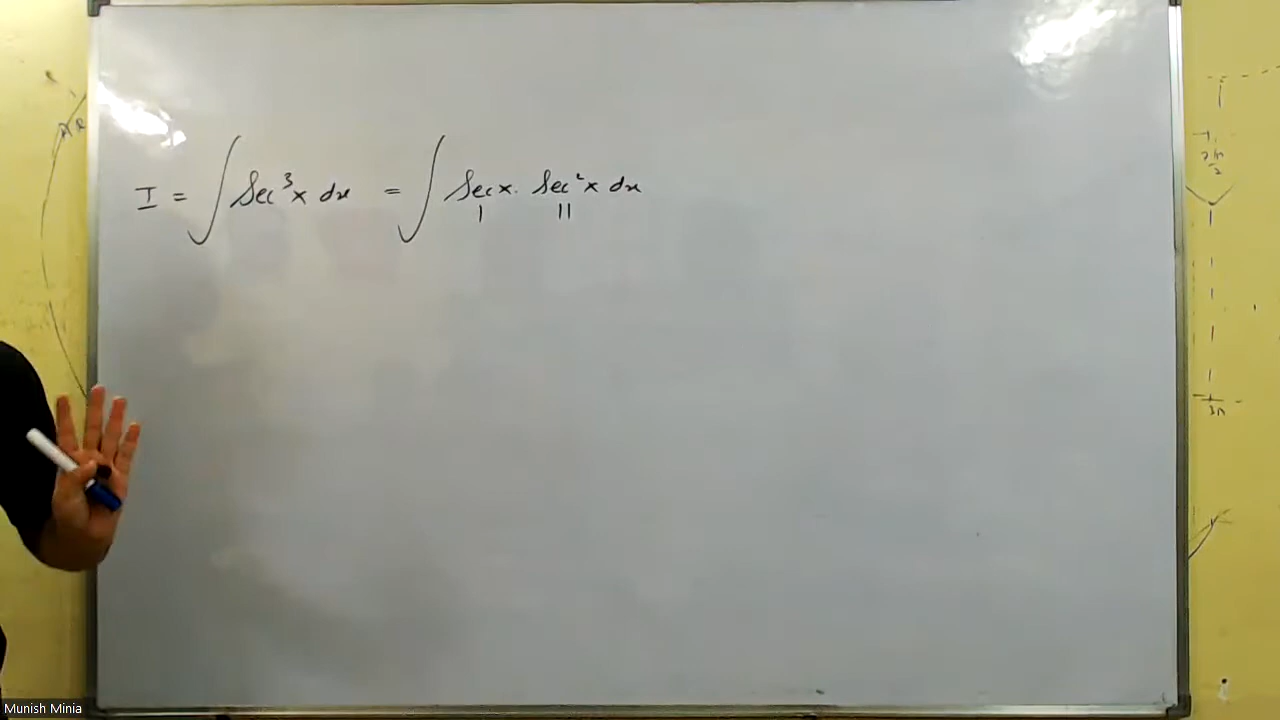 I = ∫ Sec³x dx = ∫ Sec x . Sec²x dx
I II
Munish Minia